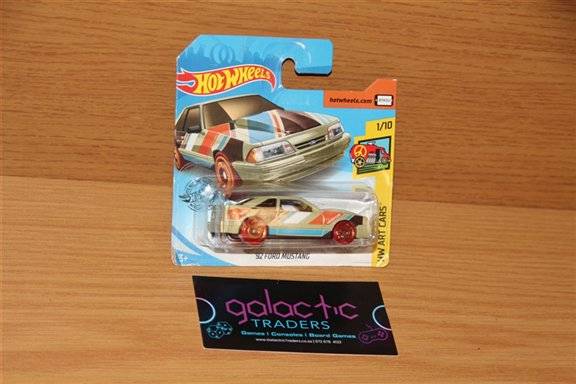 HOT WHEELS
hotwheels.com
1/10
HW ART CARS
'92 FORD MUSTANG
galactic
TRADERS
Games | Consoles | Board Games